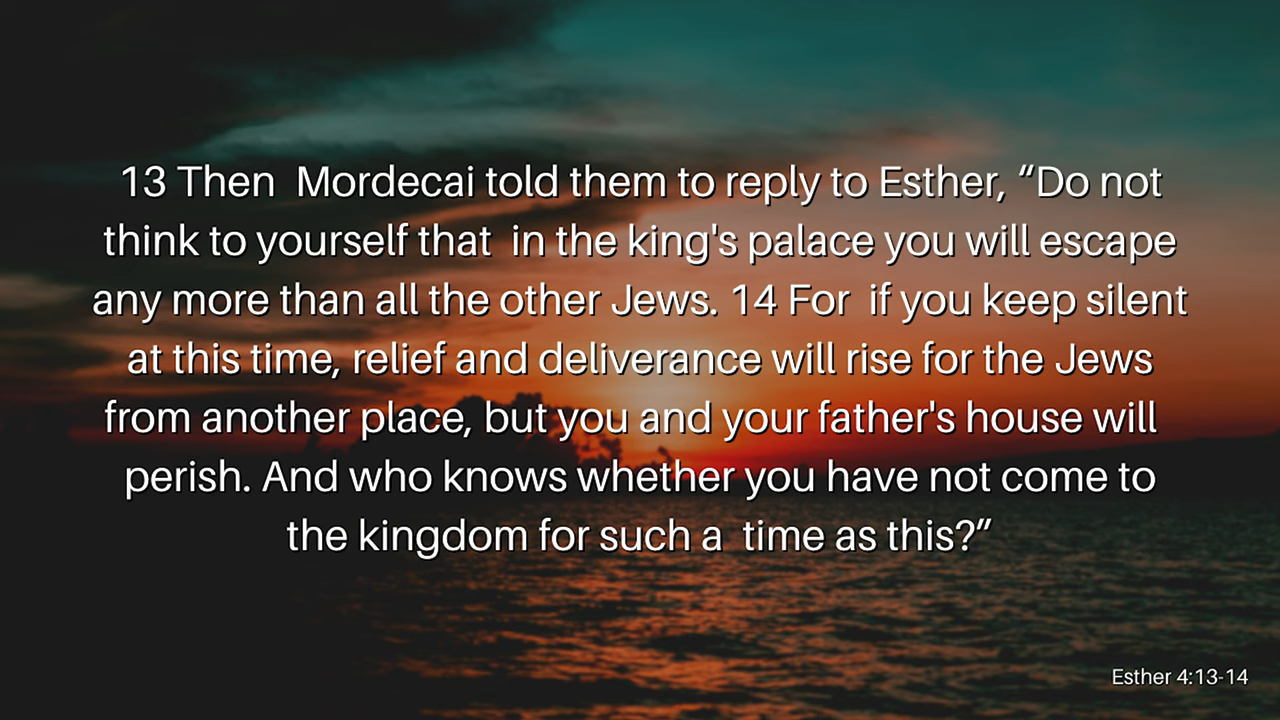 13 Then  Mordecai told them to reply to Esther, “Do not
think to yourself that  in the king's palace you will escape
any more than all the other Jews. 14 For  if you keep silent
at this time, relief and deliverance will rise for the Jews
from another place, but you and your father's house will
perish. And who knows whether you have not come to
the kingdom for such a  time as this?”
Esther 4:13-14